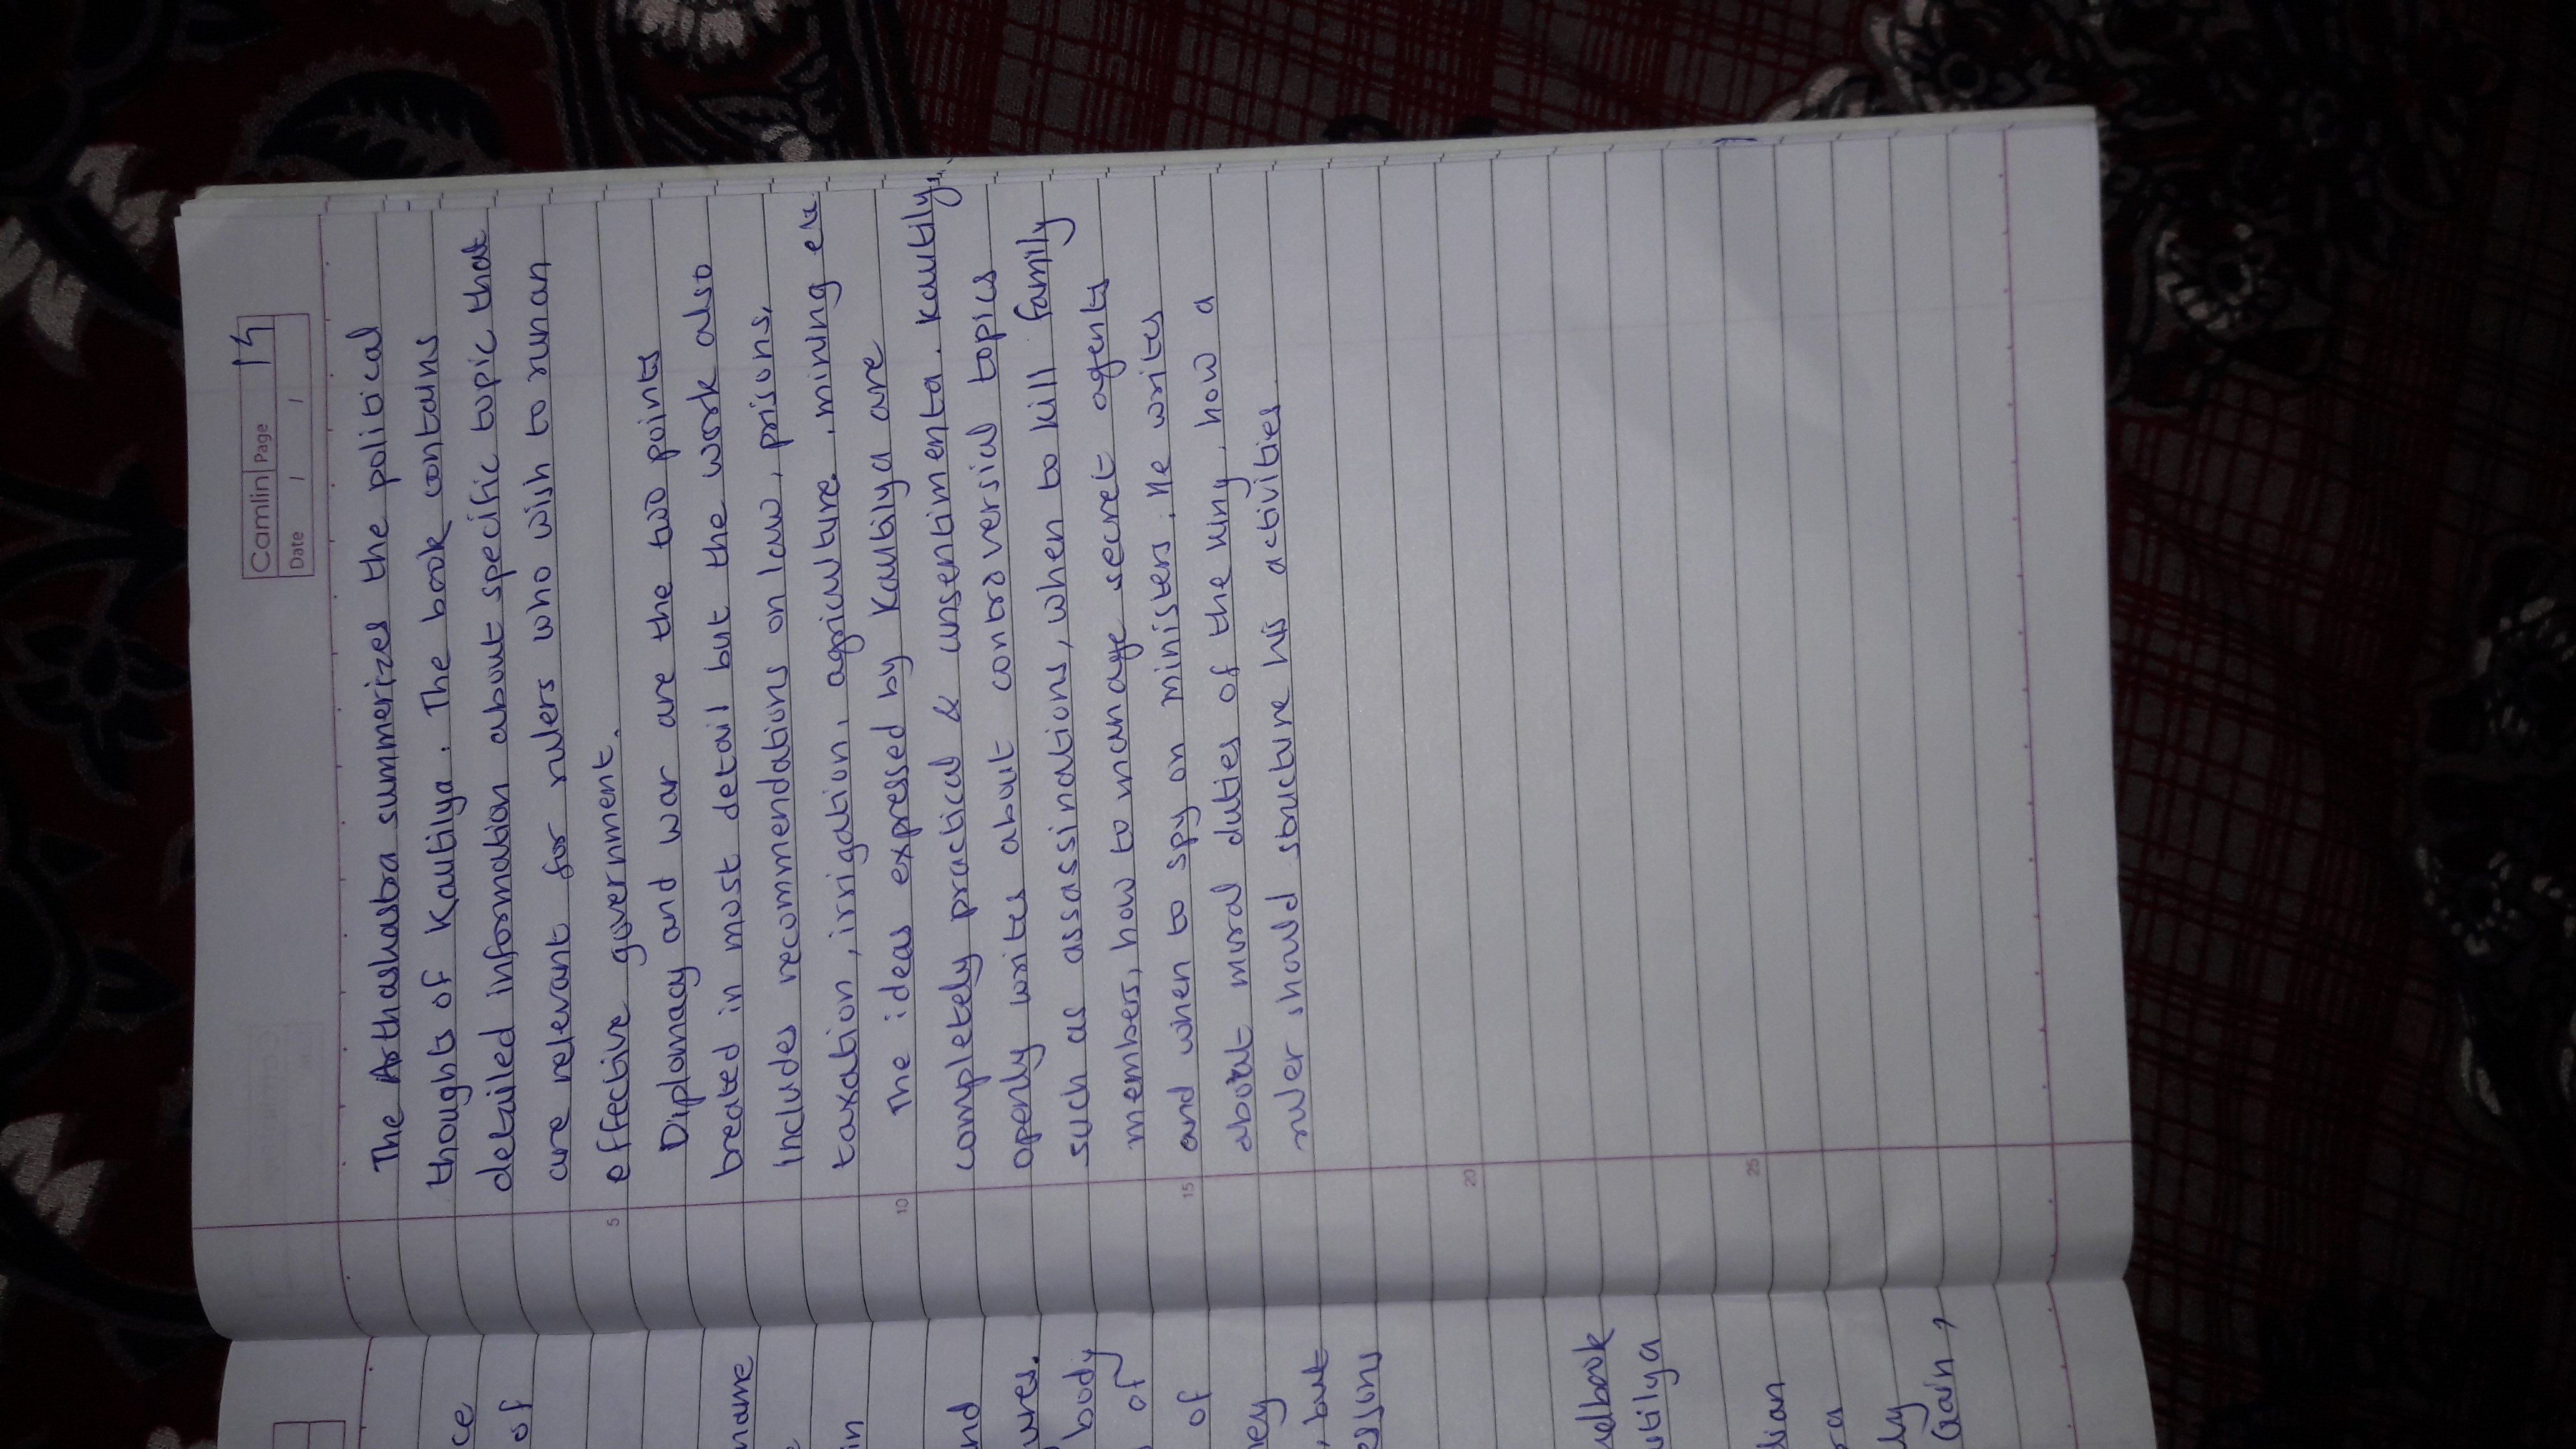 ce
of
name
in
nd
ures.
body
of
of
ey
, but
essons
book
utilya
dian
ra
ly
Gain,
Camlin Page 15
Date / /
The Arthashastra summerizes the political
thoughts of Kautilya. The book contains
detailed information about specific topic that
are relevant for rulers who wish to run an
5 effective government.
Diplomacy and war are the two points
treated in most detail but the work also
includes recommendations on law, prisons,
taxation, irrigation, agriculture, mining etc.
10 The ideas expressed by Kautilya are
completely practical & unsentimenta. Kautily
openly writes about controversial topics
such as assassinations, when to kill family
members, how to manage secret agents
15 and when to spy on ministers. He writes
about moral duties of the king, how a
ruler should structure his activities
20
25